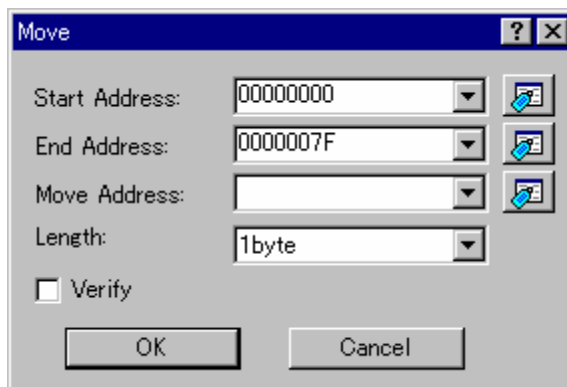 Move
Start Address: 00000000
End Address: 0000007F
Move Address:
Length: 1byte
Verify
OK Cancel